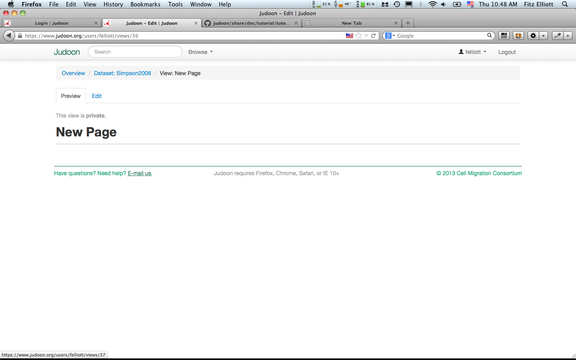 Firefox File Edit View History Bookmarks Tools Window Help
Thu 10:48 AM Fitz Elliott
Judoon – Edit | Judoon
Login | Judoon
Judoon – Edit | Judoon
judoon/share/doc/tutorial/tuto...
New Tab
https://www.judoon.org/users/felliott/views/39
Google
Judoon Search Browse felliott Logout
Overview / Dataset: Simpson2008 / View: New Page
Preview Edit
This view is private.
New Page
Have questions? Need help? E-mail us.
Judoon requires Firefox, Chrome, Safari, or IE 10+
© 2013 Cell Migration Consortium
https://www.judoon.org/users/felliott/views/37